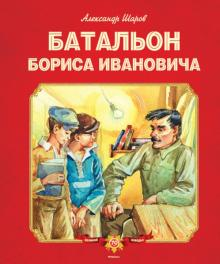 Александр Шаров
БАТАЛЬОН
БОРИСА ИВАНОВИЧА